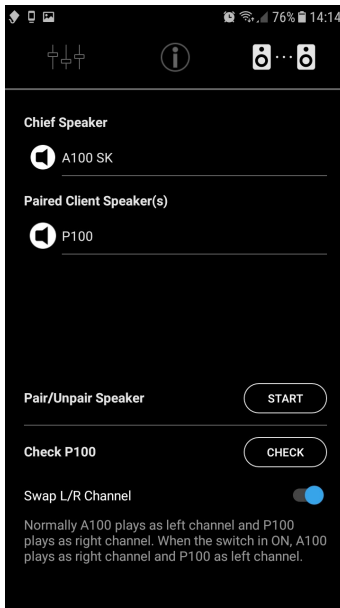 76% 14:14
Chief Speaker
A100 SK
Paired Client Speaker(s)
P100
Pair/Unpair Speaker START
Check P100 CHECK
Swap L/R Channel
Normally A100 plays as left channel and P100
plays as right channel. When the switch in ON, A100
plays as right channel and P100 as left channel.